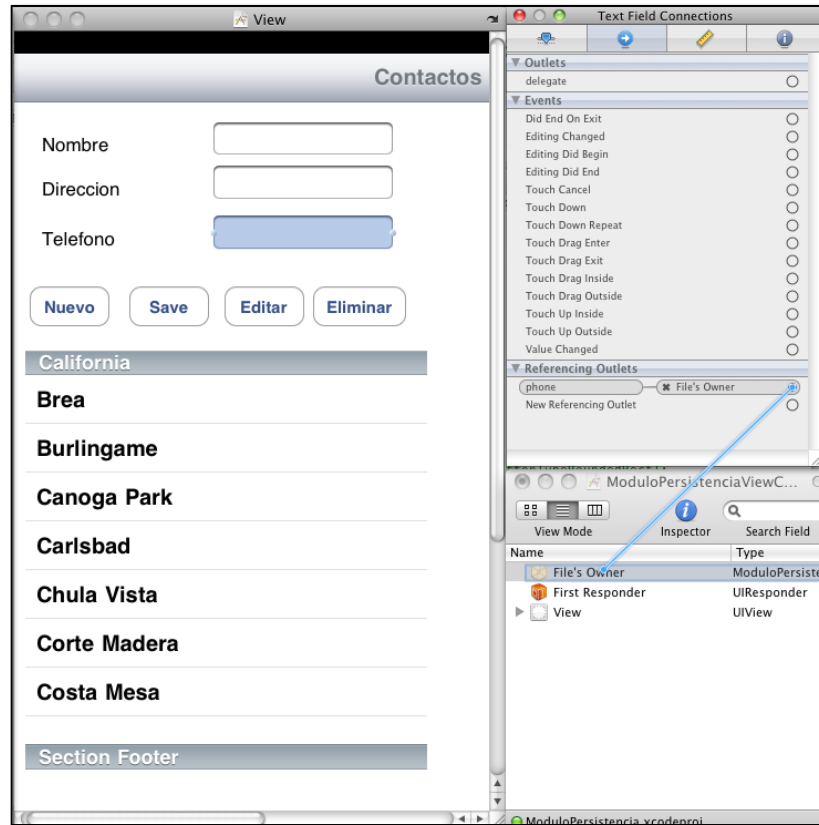 View
Contactos
Nombre
Direccion
Telefono
Nuevo
Save
Editar
Eliminar
California
Brea
Burlingame
Canoga Park
Carlsbad
Chula Vista
Corte Madera
Costa Mesa
Section Footer
Text Field Connections
Outlets
delegate
Events
Did End On Exit
Editing Changed
Editing Did Begin
Editing Did End
Touch Cancel
Touch Down
Touch Down Repeat
Touch Drag Enter
Touch Drag Exit
Touch Drag Inside
Touch Drag Outside
Touch Up Inside
Touch Up Outside
Value Changed
Referencing Outlets
phone File's Owner
New Referencing Outlet
ModuloPersistenciaViewC...
View Mode Inspector Search Field
Name Type
File's Owner ModuloPersiste
First Responder UIResponder
View UIView
ModuloPersistencia.xcodeproj